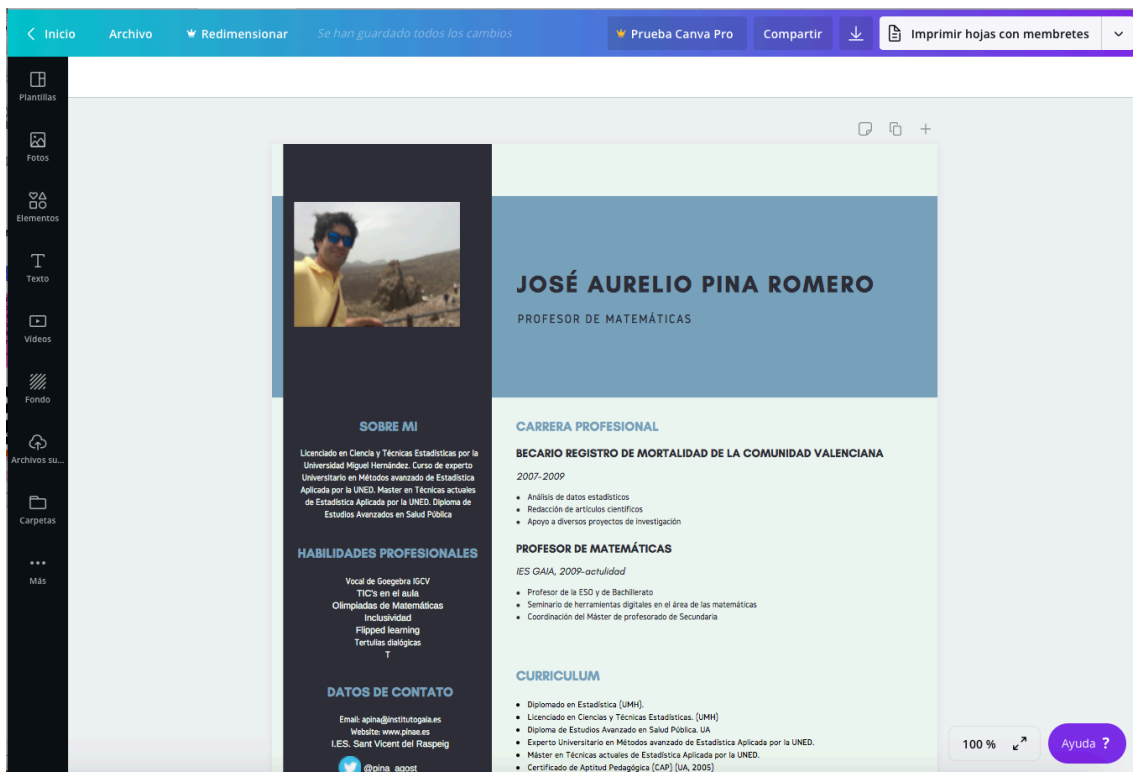 Inicio
Archivo
Redimensionar
Se han guardado todos los cambios
Prueba Canva Pro
Compartir
Imprimir hojas con membretes
Plantillas
Fotos
Elementos
Texto
Vídeos
Fondo
Archivos su...
Carpetas
Más
JOSÉ AURELIO PINA ROMERO
PROFESOR DE MATEMÁTICAS
SOBRE MI
Licenciado en Ciencia y Técnicas Estadísticas por la
Universidad Miguel Hernández. Curso de experto
Universitario en Métodos avanzado de Estadística
Aplicada por la UNED. Master en Técnicas actuales
de Estadística Aplicada por la UNED. Diploma de
Estudios Avanzados en Salud Pública
HABILIDADES PROFESIONALES
Vocal de Goegebra IGCV
TIC's en el aula
Olimpiadas de Matemáticas
Inclusividad
Flipped learning
Tertulias dialógicas
T
DATOS DE CONTATO
Email: apina@institutogaia.es
Website: www.pinae.es
I.ES. Sant Vicent del Raspeig
@pina_agost
CARRERA PROFESIONAL
BECARIO REGISTRO DE MORTALIDAD DE LA COMUNIDAD VALENCIANA
2007-2009
• Análisis de datos estadísticos
• Redacción de artículos científicos
• Apoyo a diversos proyectos de investigación
PROFESOR DE MATEMÁTICAS
IES GAIA, 2009-actulidad
• Profesor de la ESO y de Bachillerato
• Seminario de herramientas digitales en el área de las matemáticas
• Coordinación del Máster de profesorado de Secundaria
CURRICULUM
• Diplomado en Estadística (UMH).
• Licenciado en Ciencias y Técnicas Estadísticas. (UMH)
• Diploma de Estudios Avanzado en Salud Pública. UA
• Experto Universitario en Métodos avanzado de Estadística Aplicada por la UNED.
• Máster en Técnicas actuales de Estadística Aplicada por la UNED.
• Certificado de Aptitud Pedagógica (CAP) (UA, 2005)
100 %
Ayuda ?